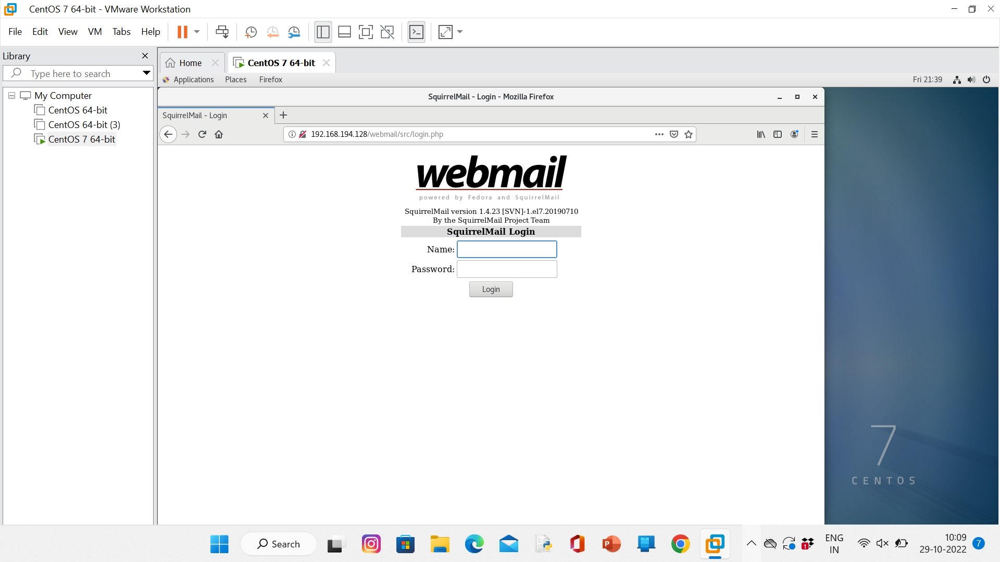 CentOS 7 64-bit - VMware Workstation
File Edit View VM Tabs Help
Library
Type here to search
My Computer
CentOS 64-bit
CentOS 64-bit (3)
CentOS 7 64-bit
Home
CentOS 7 64-bit
Applications Places Firefox
Fri 21:39
SquirrelMail - Login - Mozilla Firefox
SquirrelMail - Login
192.168.194.128/webmail/src/login.php
webmail
powered by Fedora and SquirrelMail
SquirrelMail version 1.4.23 [SVN]-1.el7.20190710
By the SquirrelMail Project Team
SquirrelMail Login
Name:
Password:
Login
7
CENTOS
Search
P
1
ENG
IN
10:09
29-10-2022
7